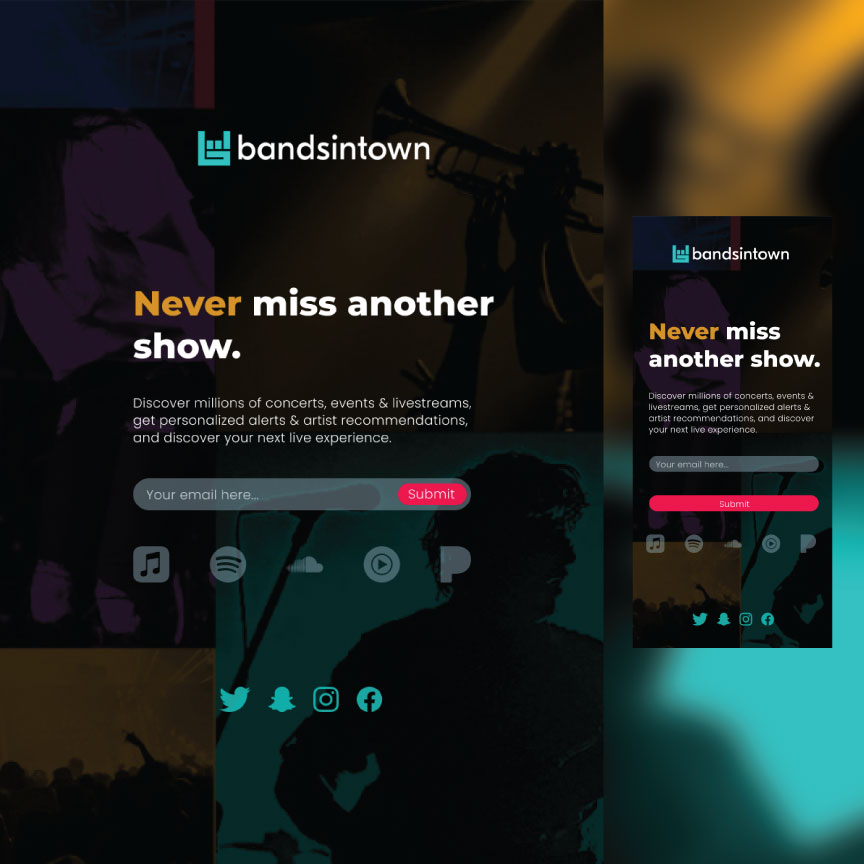 bandsintown
Never miss another
show.
Discover millions of concerts, events & livestreams,
get personalized alerts & artist recommendations,
and discover your next live experience.
Your email here...
Submit
bandsintown
Never miss
another show.
Discover millions of concerts, events &
livestreams, get personalized alerts &
artist recommendations, and discover
your next live experience.
Your email here...
Submit